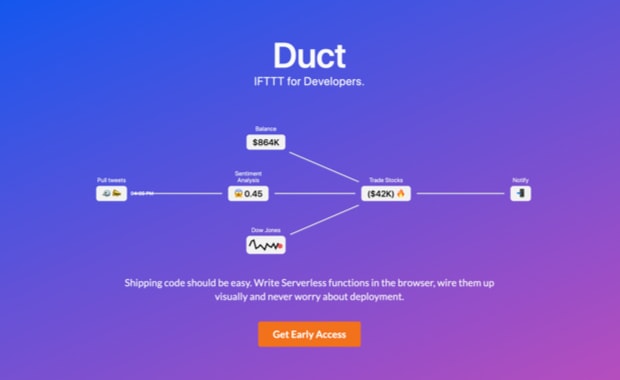 Duct
IFTTT for Developers.
Balance
$864K
Pull tweets
Sentiment
Analysis
0.45
Trade Stocks
($42K)
Notify
Dow Jones
Shipping code should be easy. Write Serverless functions in the browser, wire them up
visually and never worry about deployment.
Get Early Access